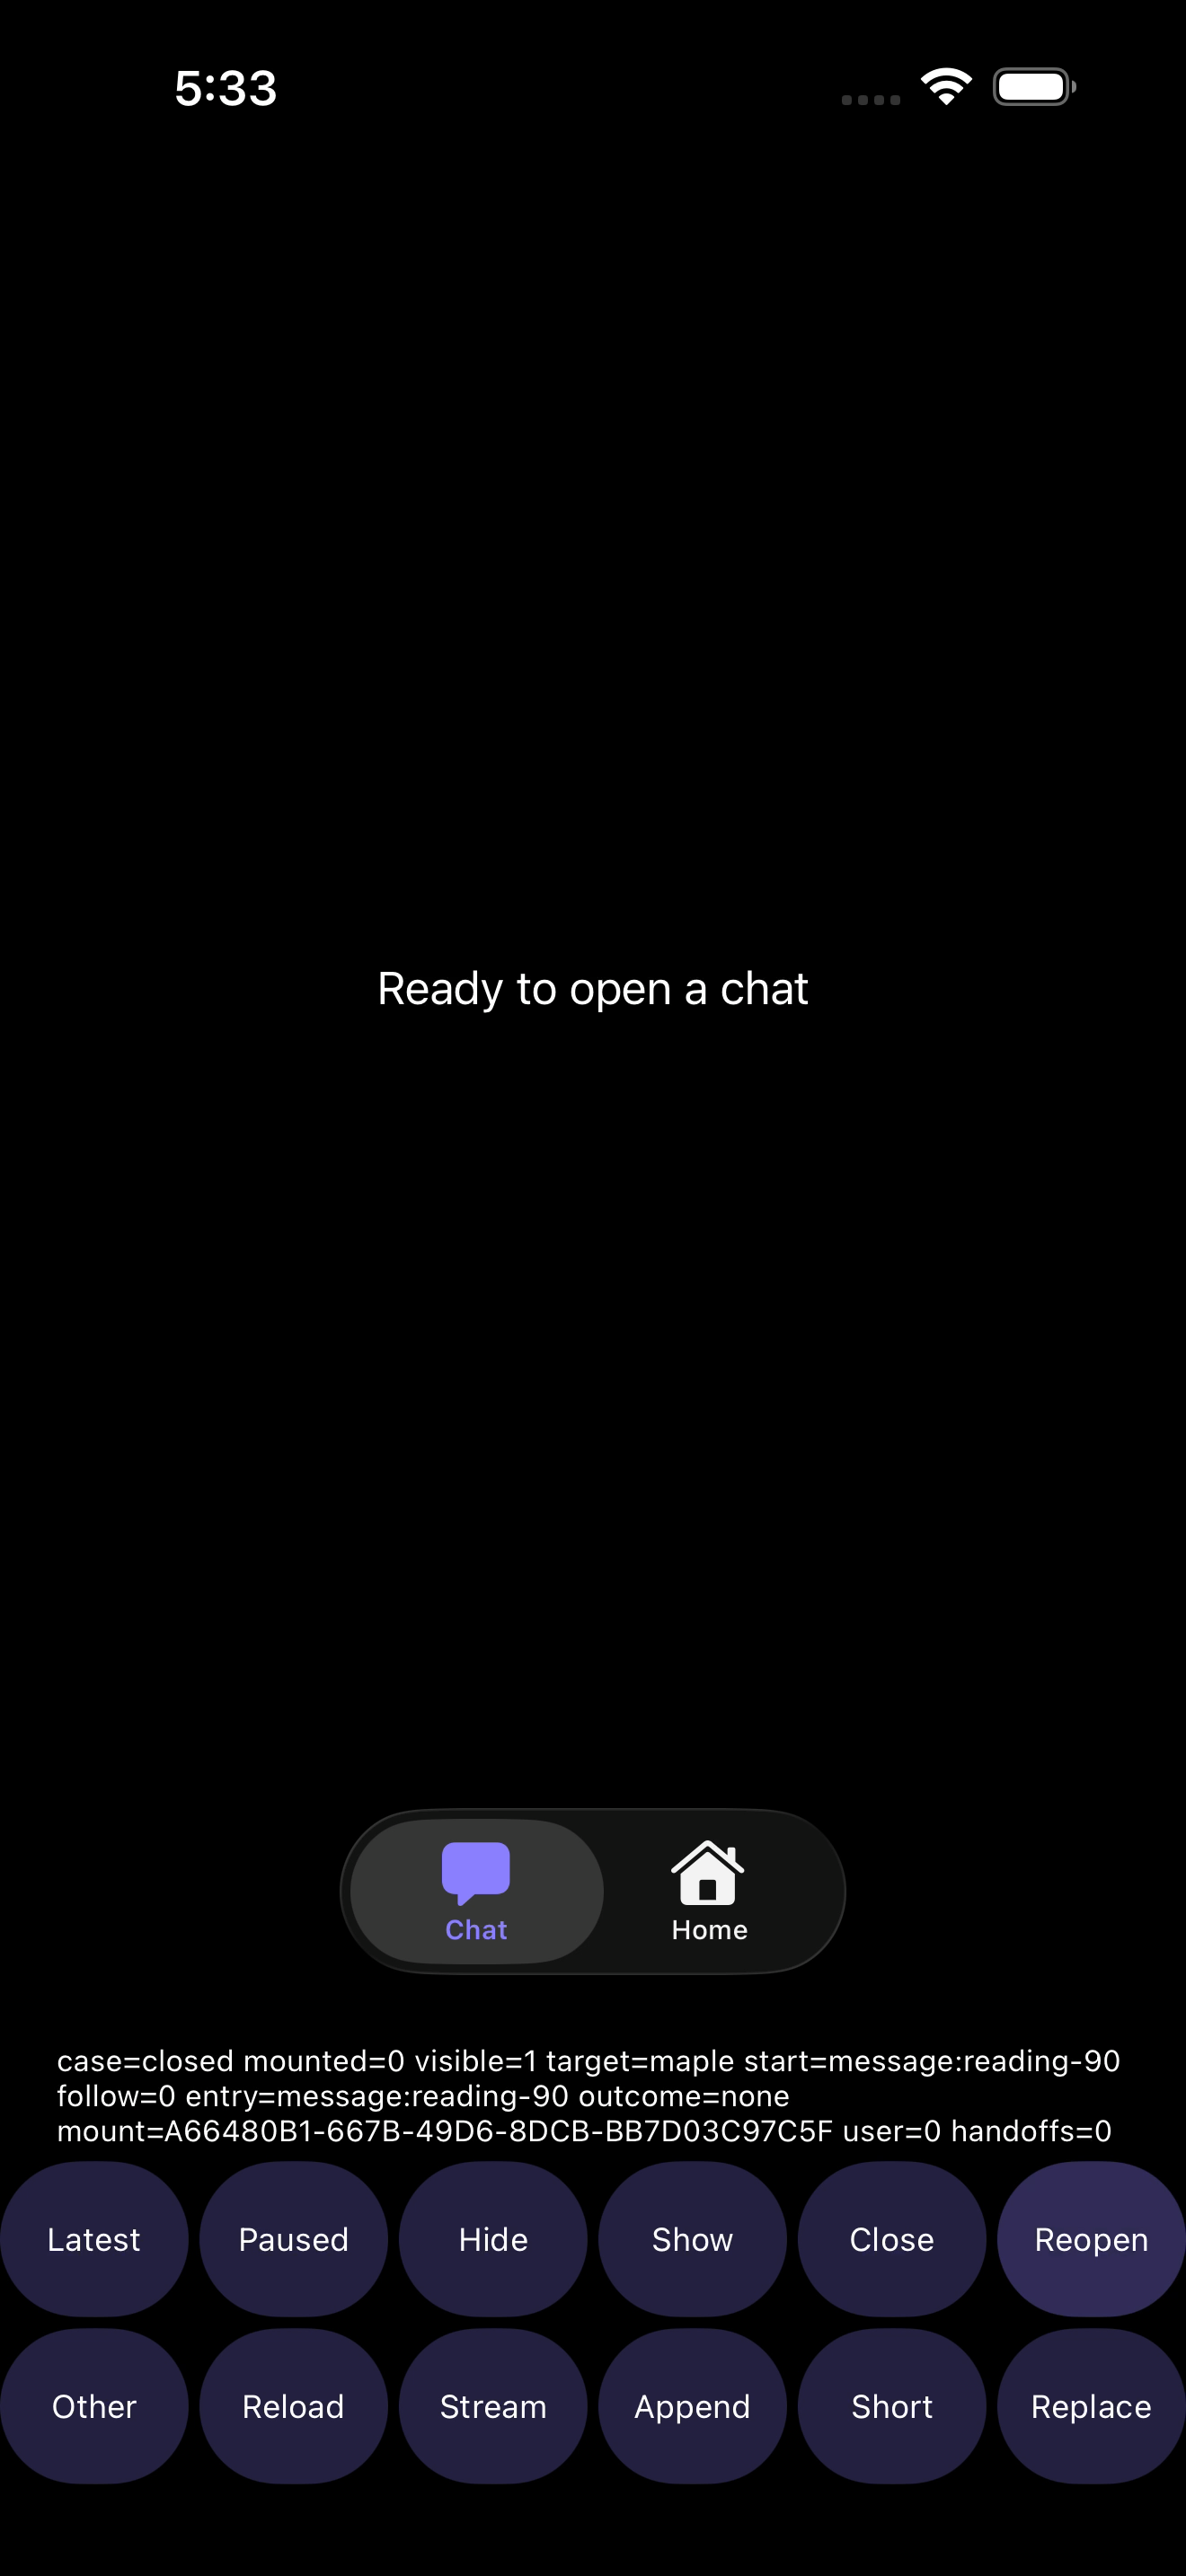 5:33
Ready to open a chat
Chat
Home
case=closed mounted=0 visible=1 target=maple start=message:reading-90
follow=0 entry=message:reading-90 outcome=none
mount=A66480B1-667B-49D6-8DCB-BB7D03C97C5F user=0 handoffs=0
Latest Paused Hide Show Close Reopen
Other Reload Stream Append Short Replace